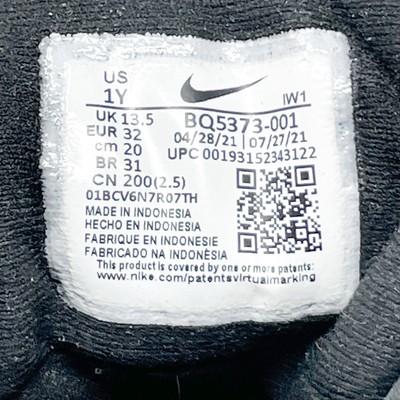 US
1Y
IW1
UK 13.5
BQ5373-001
EUR 32
04/28/21 | 07/27/21
cm 20
UPC 00193152343122
BR 31
CN 200(2.5)
01BCV6N7R07TH
MADE IN INDONESIA
HECHO EN INDONESIA
FABRIQUE EN INDONESIE
FABRICADO NA INDONÉSIA
This product is covered by one or more patents:
www.nike.com/patentsvirtualmarking